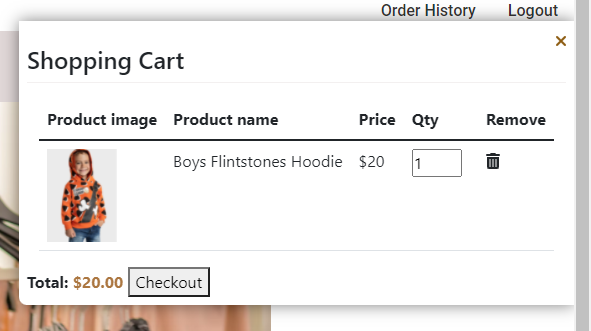 Order History Logout
Shopping Cart
Product image Product name Price Qty Remove
Boys Flintstones Hoodie $20 1
Total: $20.00 Checkout